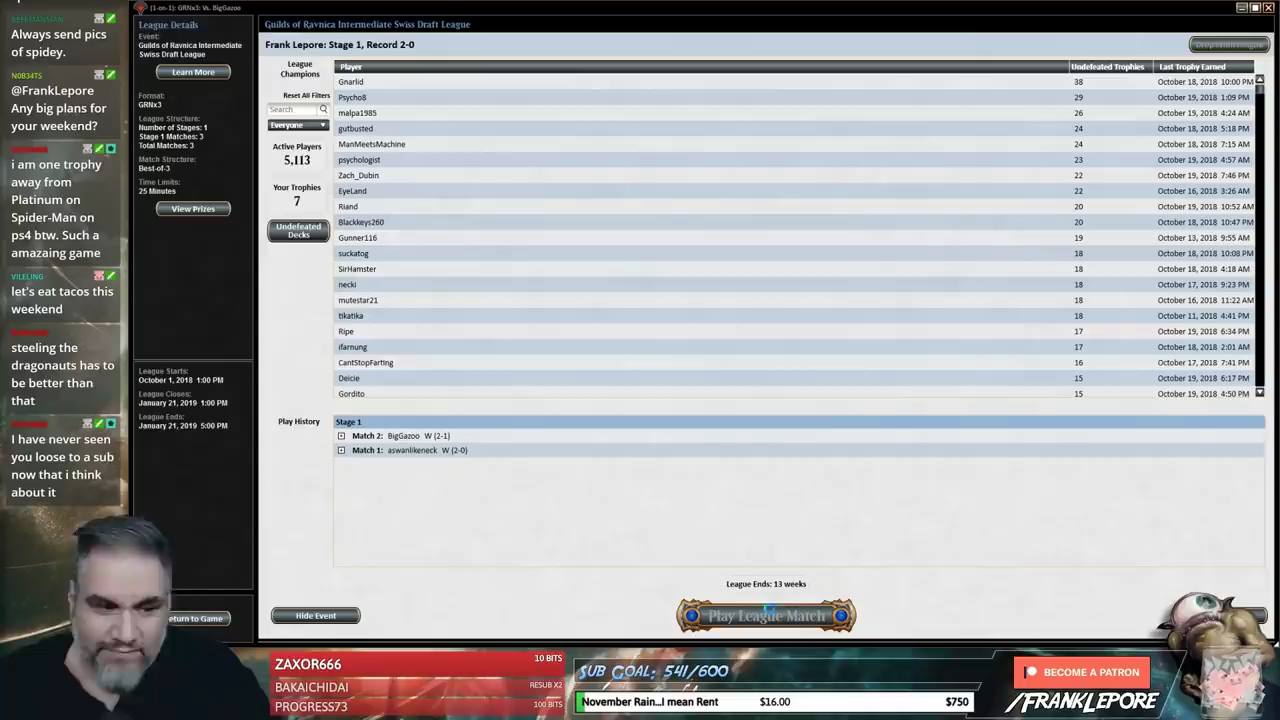 (1-on-1): GRNx3: Vs. BigGazoo
Always send pics
of spidey.
N0B34TS
@FrankLepore
Any big plans for
your weekend?
i am one trophy
away from
Platinum on
Spider-Man on
ps4 btw. Such a
amazaing game
VILELING
let's eat tacos this
weekend
steeling the
dragonauts has to
be better than
that
I have never seen
you loose to a sub
now that i think
about it
League Details
Event:
Guilds of Ravnica Intermediate
Swiss Draft League
Learn More
Format:
GRNx3
League Structure:
Number of Stages: 1
Stage 1 Matches: 3
Total Matches: 3
Match Structure:
Best-of-3
Time Limits:
25 Minutes
View Prizes
League Starts:
October 1, 2018 1:00 PM
League Closes:
January 21, 2019 1:00 PM
League Ends:
January 21, 2019 5:00 PM
eturn to Game
Guilds of Ravnica Intermediate Swiss Draft League
Frank Lepore: Stage 1, Record 2-0
League
Champions
Reset All Filters
Search
Everyone
Active Players
5,113
Your Trophies
7
Undefeated
Decks
Player Undefeated Trophies Last Trophy Earned
Gnarlid 38 October 18, 2018 10:00 PM
Psycho8 29 October 19, 2018 1:09 PM
malpa1985 26 October 19, 2018 4:24 AM
gutbusted 24 October 18, 2018 5:18 PM
ManMeetsMachine 24 October 18, 2018 7:15 AM
psychologist 23 October 19, 2018 4:57 AM
Zach_Dubin 22 October 19, 2018 7:46 PM
EyeLand 22 October 16, 2018 3:26 AM
Riand 20 October 19, 2018 10:52 AM
Blackkeys260 20 October 18, 2018 10:47 PM
Gunner116 19 October 13, 2018 9:55 AM
suckatog 18 October 18, 2018 10:08 PM
SirHamster 18 October 18, 2018 4:18 AM
necki 18 October 17, 2018 9:23 PM
mutestar21 18 October 16, 2018 11:22 AM
tikatika 18 October 11, 2018 4:41 PM
Ripe 17 October 19, 2018 6:34 PM
ifarnung 17 October 18, 2018 2:01 AM
CantStopFarting 16 October 17, 2018 7:41 PM
Deicie 15 October 19, 2018 6:17 PM
Gordito 15 October 19, 2018 4:50 PM
Play History
Stage 1
Match 2: BigGazoo W (2-1)
Match 1: aswanlikeneck W (2-0)
League Ends: 13 weeks
Hide Event
Play League Match
ZAXOR666 10 BITS
BAKAICHIDAI RESUB X2
PROGRESS73 100 BITS
SUB GOAL: 541/600
November Rain...I mean Rent $16.00 $750
BECOME A PATRON
/FRANKLEPORE